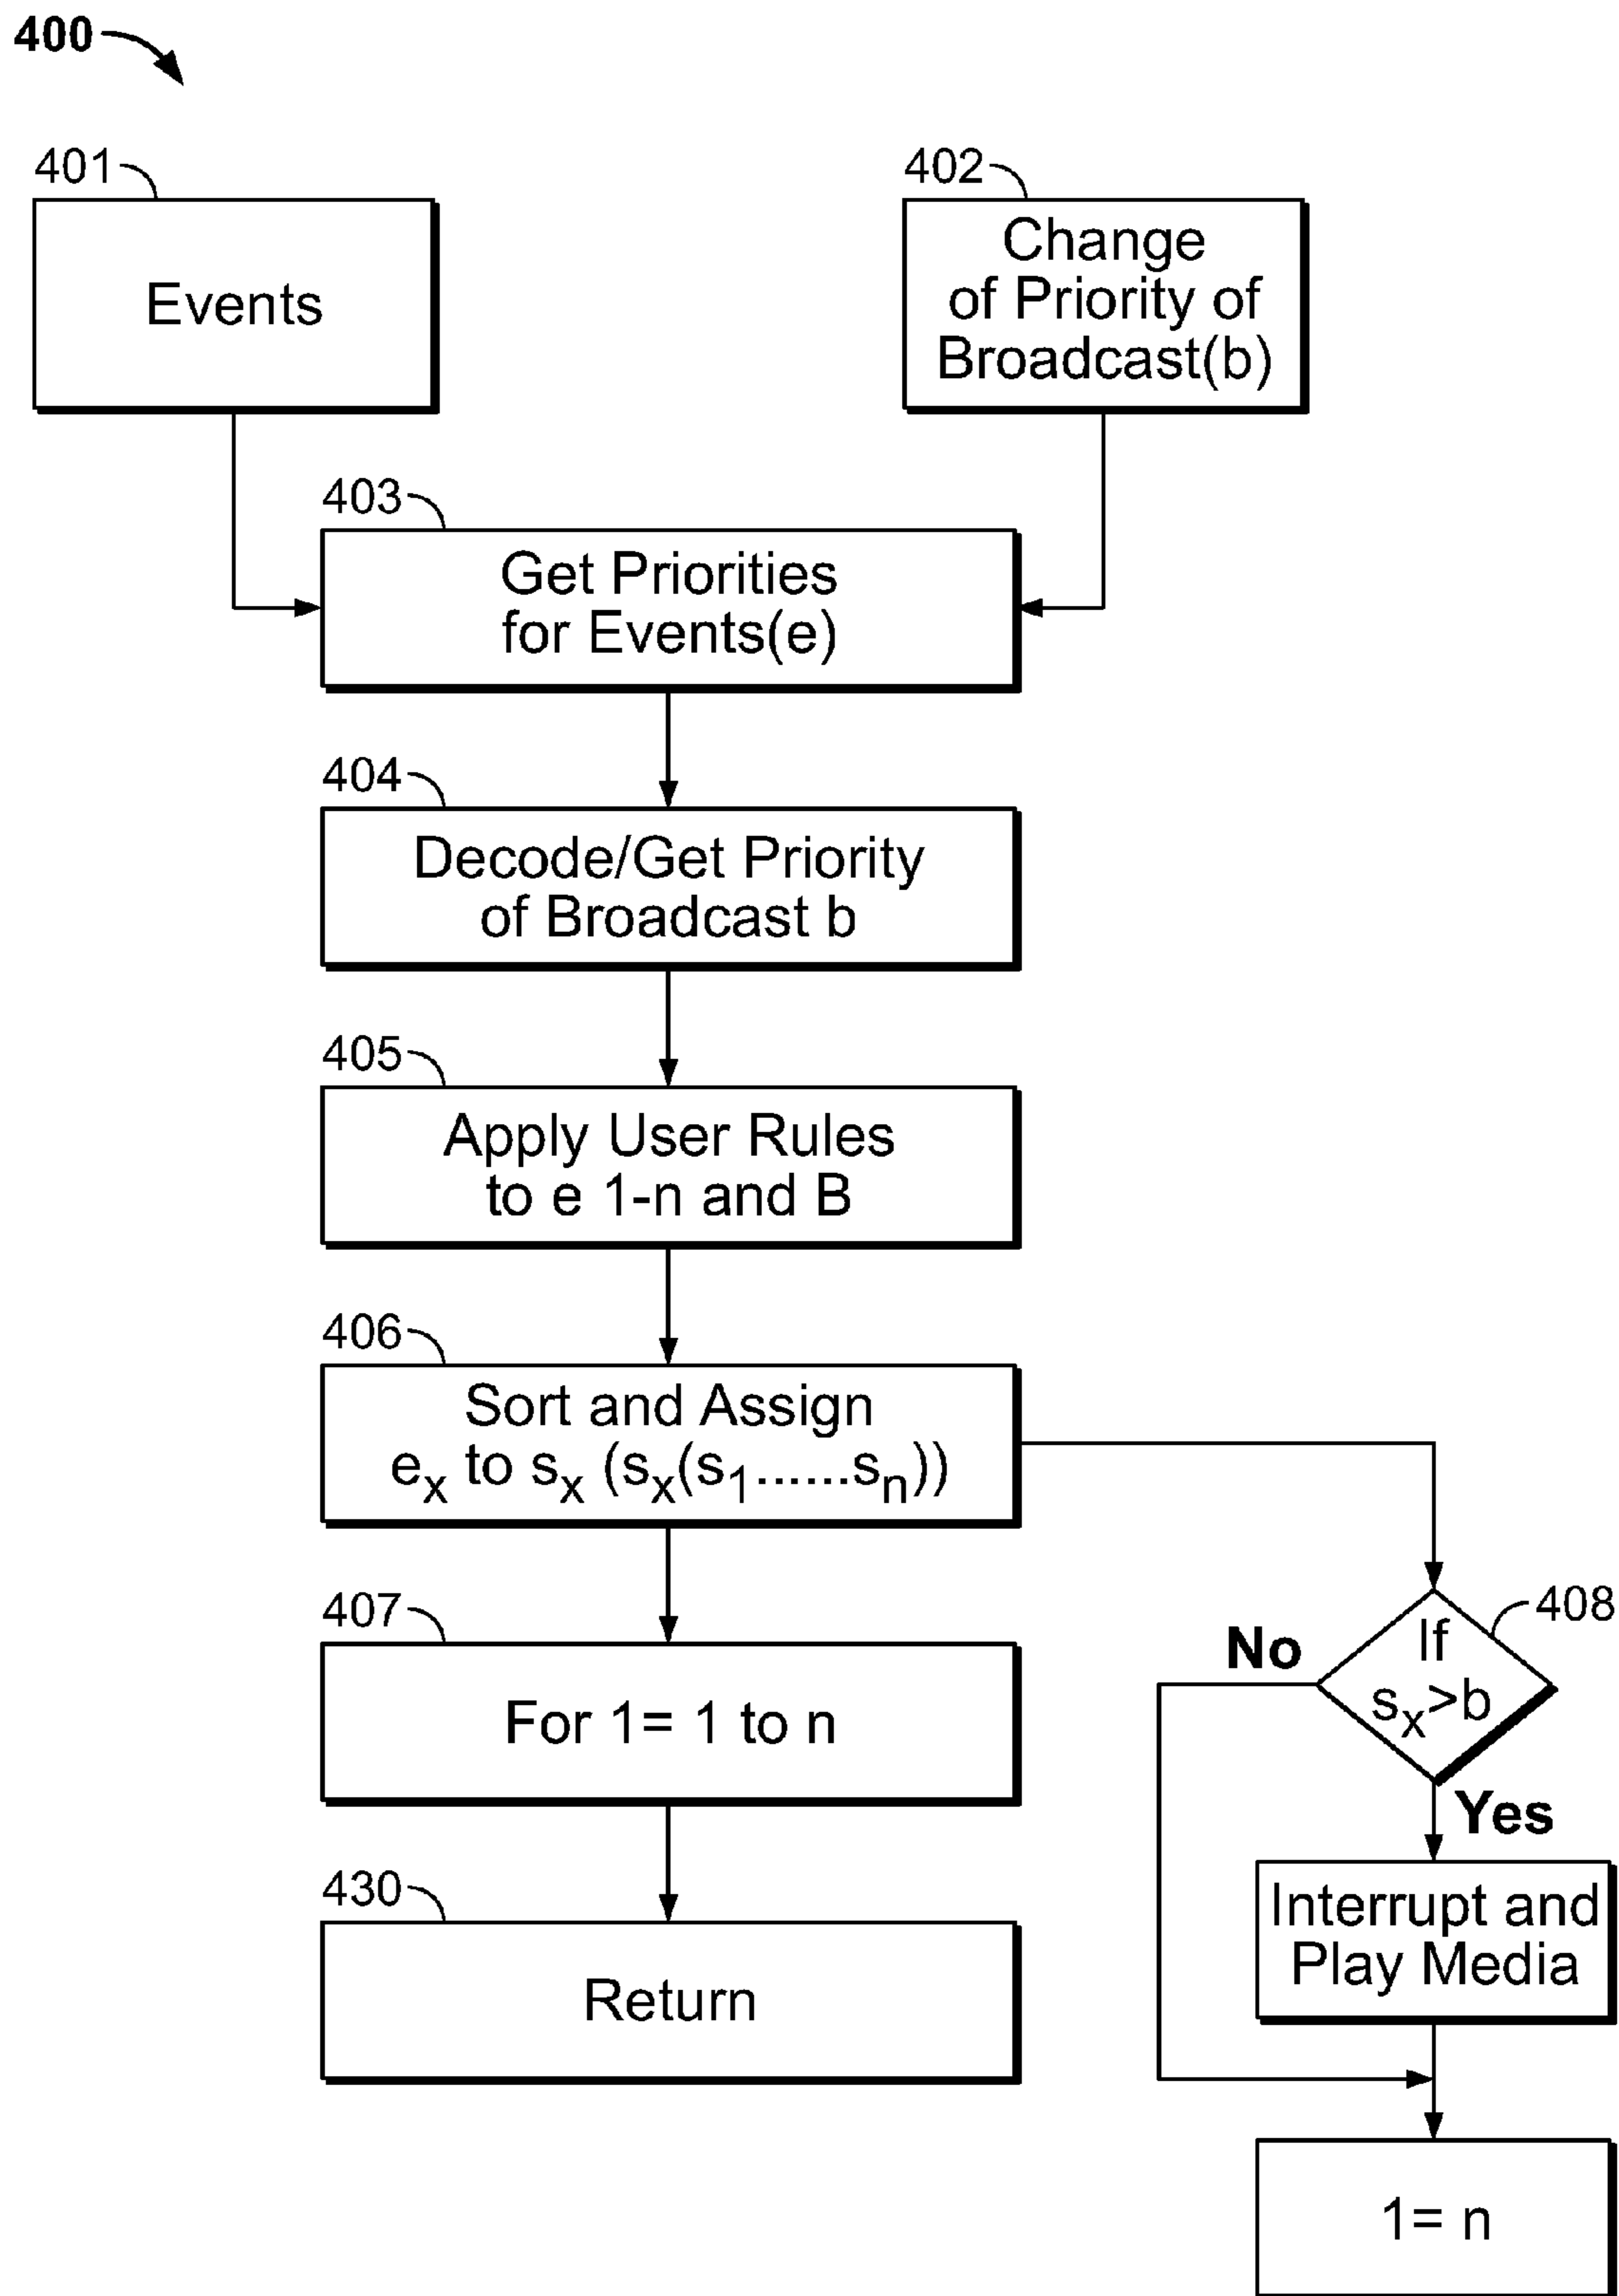 400
401
Events
402
Change
of Priority of
Broadcast(b)
403
Get Priorities
for Events(e)
404
Decode/Get Priority
of Broadcast b
405
Apply User Rules
to e 1-n and B
406
Sort and Assign
eₓ to sₓ (sₓ(s₁......sₙ))
407
For 1= 1 to n
430
Return
408
If
sₓ>b
No
Yes
Interrupt and
Play Media
1= n